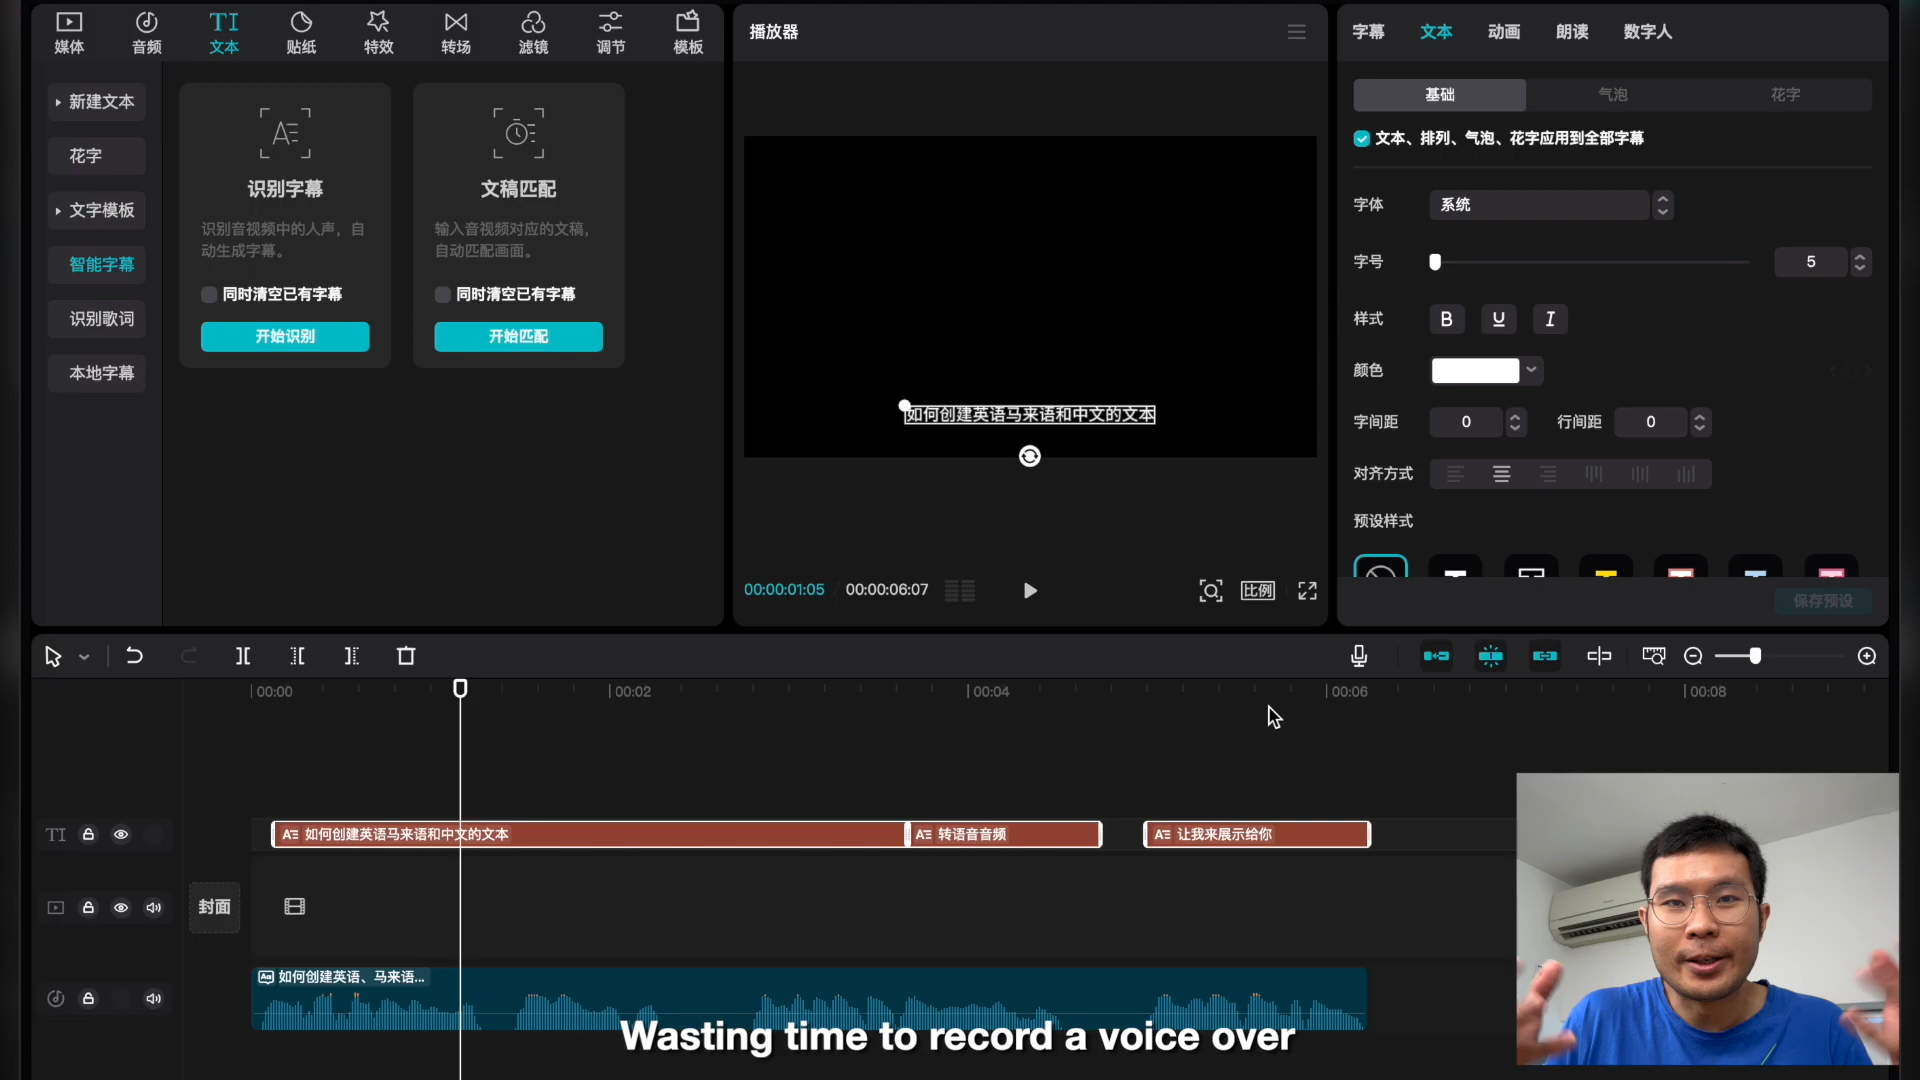 媒体
音频
文本
贴纸
特效
转场
滤镜
调节
模板
新建文本
花字
文字模板
智能字幕
识别歌词
本地字幕
识别字幕
识别音视频中的人声，自
动生成字幕。
同时清空已有字幕
开始识别
文稿匹配
输入音视频对应的文稿，
自动匹配画面。
同时清空已有字幕
开始匹配
播放器
如何创建英语马来语和中文的文本
00:00:01:05
00:00:06:07
比例
字幕
文本
动画
朗读
数字人
基础
气泡
花字
文本、排列、气泡、花字应用到全部字幕
字体
系统
字号
5
样式
B
U
I
颜色
字间距
0
行间距
0
对齐方式
预设样式
保存预设
00:00
00:02
00:04
00:06
00:08
TI
如何创建英语马来语和中文的文本
转语音音频
让我来展示给你
封面
如何创建英语、马来语...
Wasting time to record a voice over